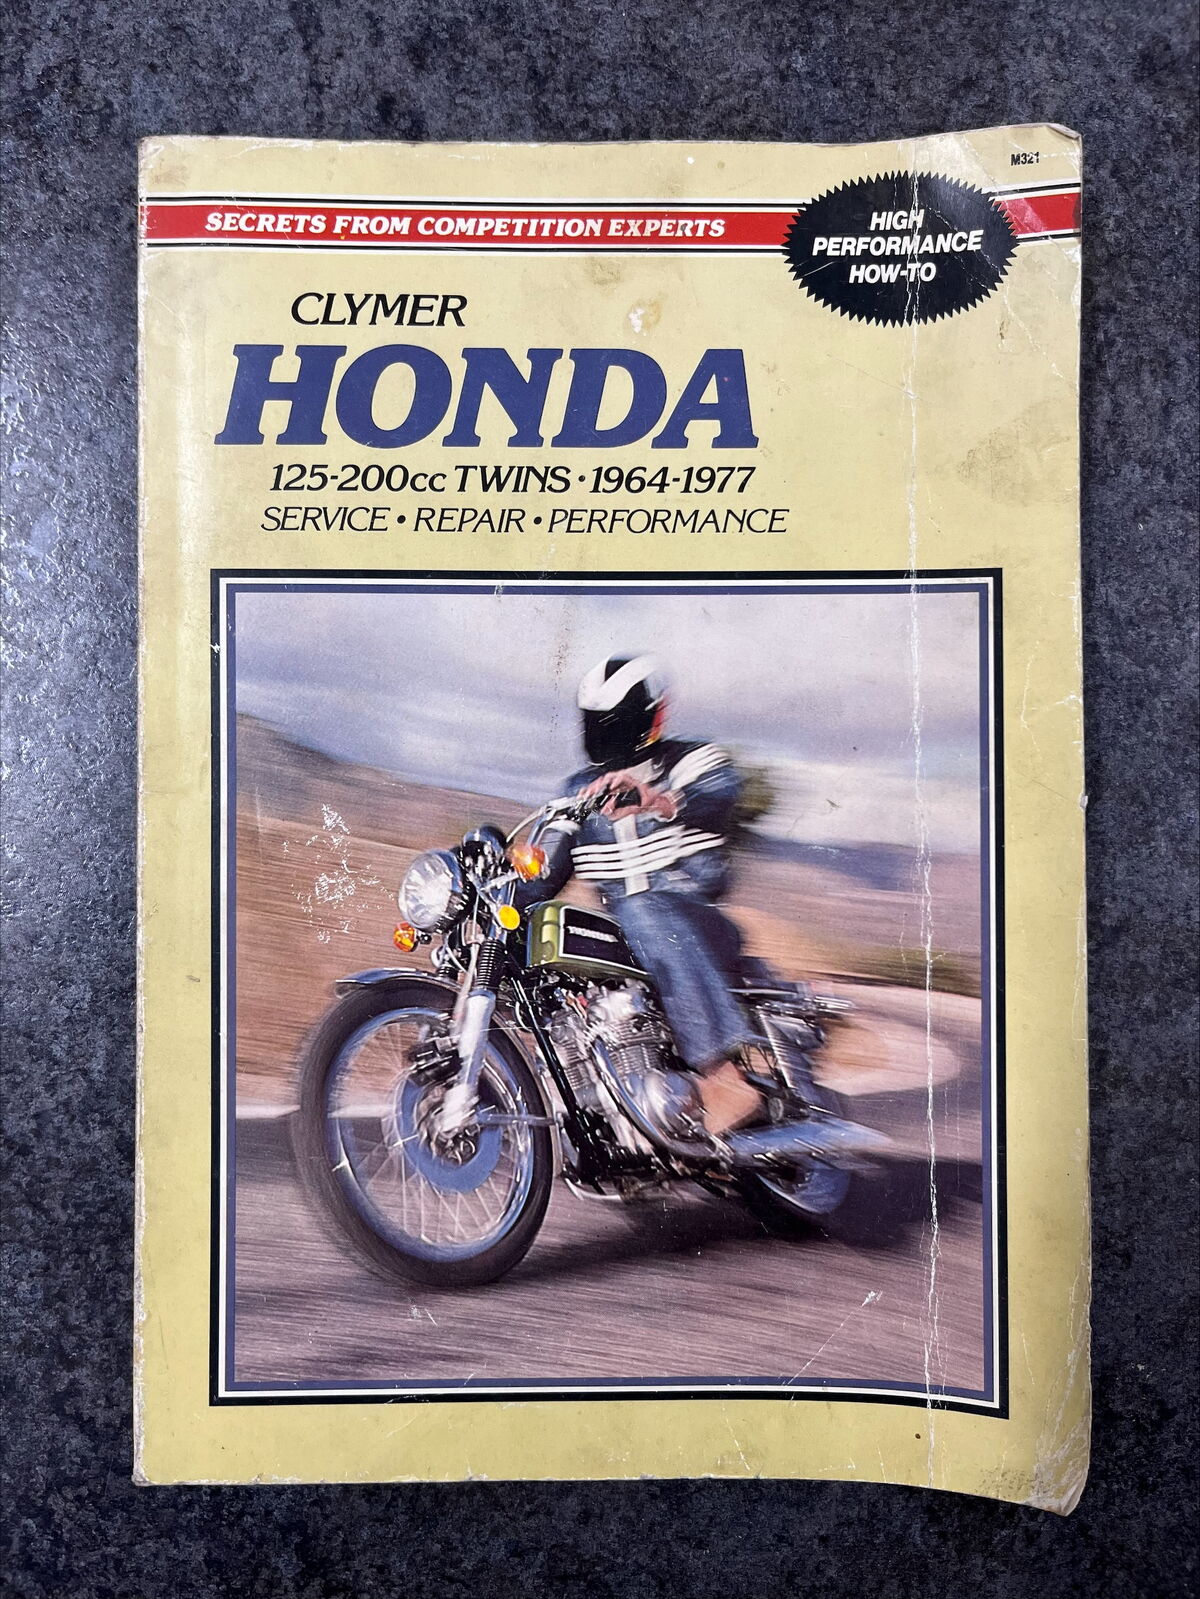 M321
SECRETS FROM COMPETITION EXPERTS
HIGH
PERFORMANCE
HOW-TO
CLYMER
HONDA
125-200cc TWINS · 1964-1977
SERVICE • REPAIR • PERFORMANCE
HONDA